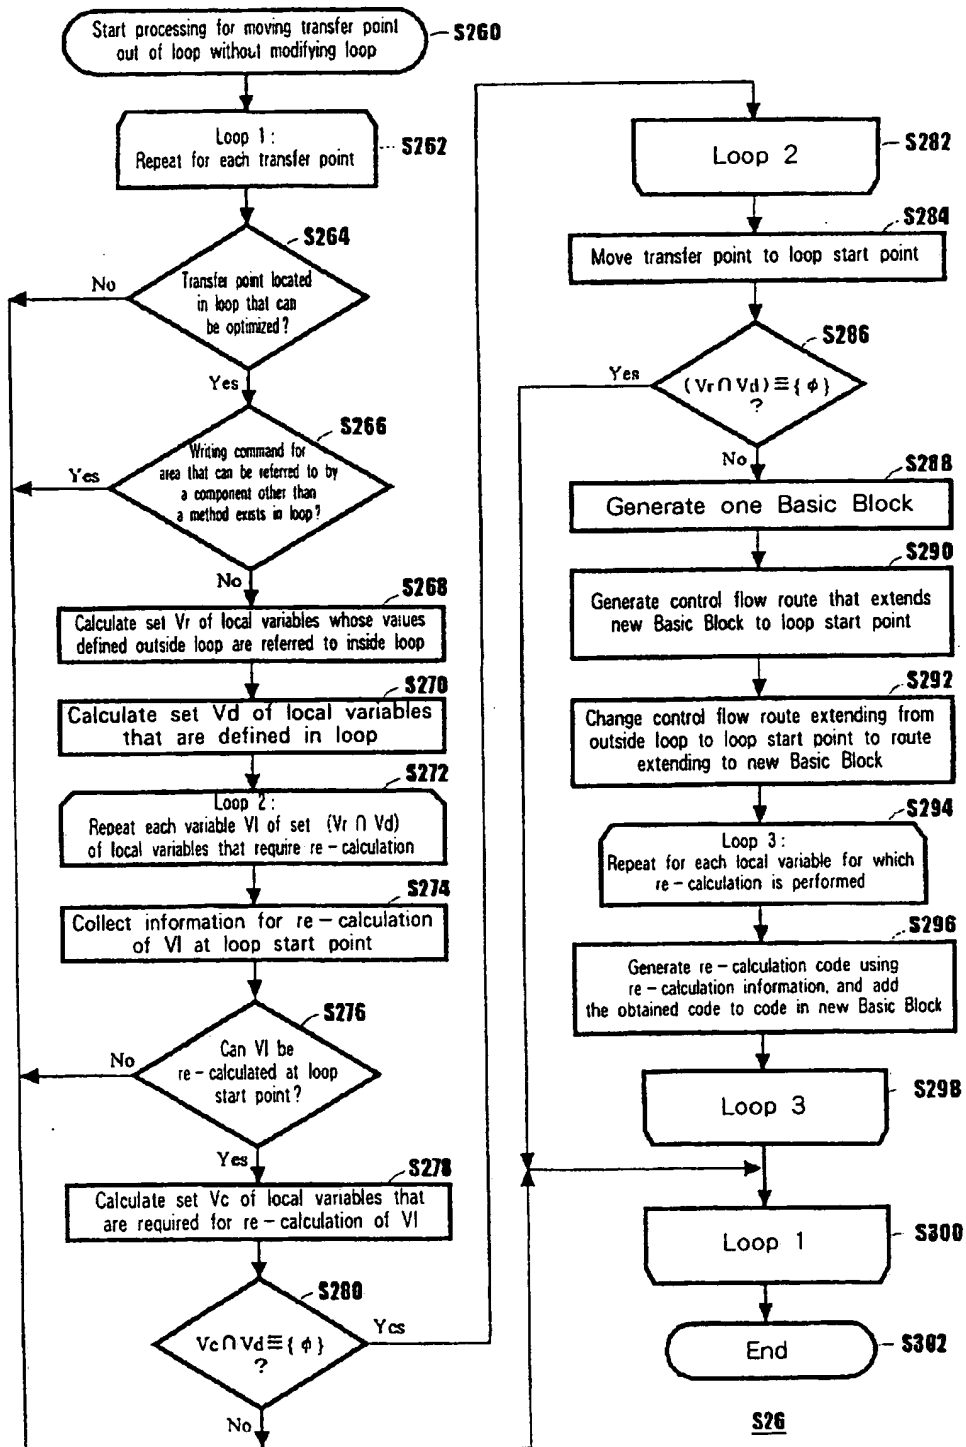 Start processing for moving transfer point
out of loop without modifying loop
S260
Loop 1 :
Repeat for each transfer point
S262
S264
Transfer point located
in loop that can
be optimized ?
No
Yes
S266
Writing command for
area that can be referred to by
a component other than
a method exists in loop?
Yes
No
S268
Calculate set Vr of local variables whose values
defined outside loop are referred to inside loop
S270
Calculate set Vd of local variables
that are defined in loop
S272
Loop 2 :
Repeat each variable Vl of set (Vr ∩ Vd)
of local variables that require re-calculation
S274
Collect information for re-calculation
of Vl at loop start point
S276
Can Vl be
re-calculated at loop
start point ?
No
Yes
S278
Calculate set Vc of local variables that
are required for re-calculation of Vl
S280
Vc ∩ Vd ≡ { φ }
?
Yes
No
Loop 2
S282
S284
Move transfer point to loop start point
S286
(Vr ∩ Vd) ≡ { φ }
?
Yes
No
S288
Generate one Basic Block
S290
Generate control flow route that extends
new Basic Block to loop start point
S292
Change control flow route extending from
outside loop to loop start point to route
extending to new Basic Block
S294
Loop 3 :
Repeat for each local variable for which
re-calculation is performed
S296
Generate re-calculation code using
re-calculation information, and add
the obtained code to code in new Basic Block
Loop 3
S298
Loop 1
S300
End
S302
S26